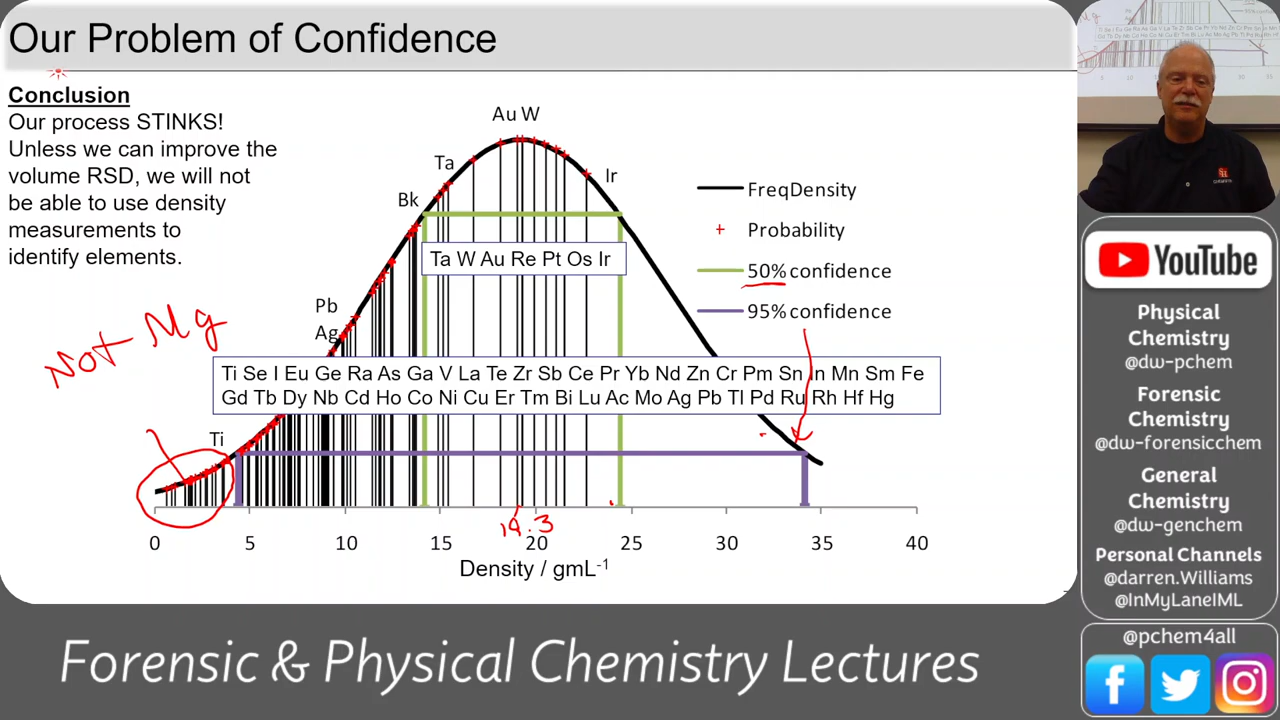 Our Problem of Confidence
Conclusion
Our process STINKS!
Unless we can improve the
volume RSD, we will not
be able to use density
measurements to
identify elements.
Not Mg
Au W
Ta
Ir
Bk
Pb
Ag
Ti
FreqDensity
Probability
50% confidence
95% confidence
Ta W Au Re Pt Os Ir
Ti Se I Eu Ge Ra As Ga V La Te Zr Sb Ce Pr Yb Nd Zn Cr Pm Sn In Mn Sm Fe
Gd Tb Dy Nb Cd Ho Co Ni Cu Er Tm Bi Lu Ac Mo Ag Pb Tl Pd Ru Rh Hf Hg
19.3
0 5 10 15 20 25 30 35 40
Density / gmL-1
YouTube
Physical
Chemistry
@dw-pchem
Forensic
Chemistry
@dw-forensicchem
General
Chemistry
@dw-genchem
Personal Channels
@darren.Williams
@InMyLaneIML
@pchem4all
Forensic & Physical Chemistry Lectures